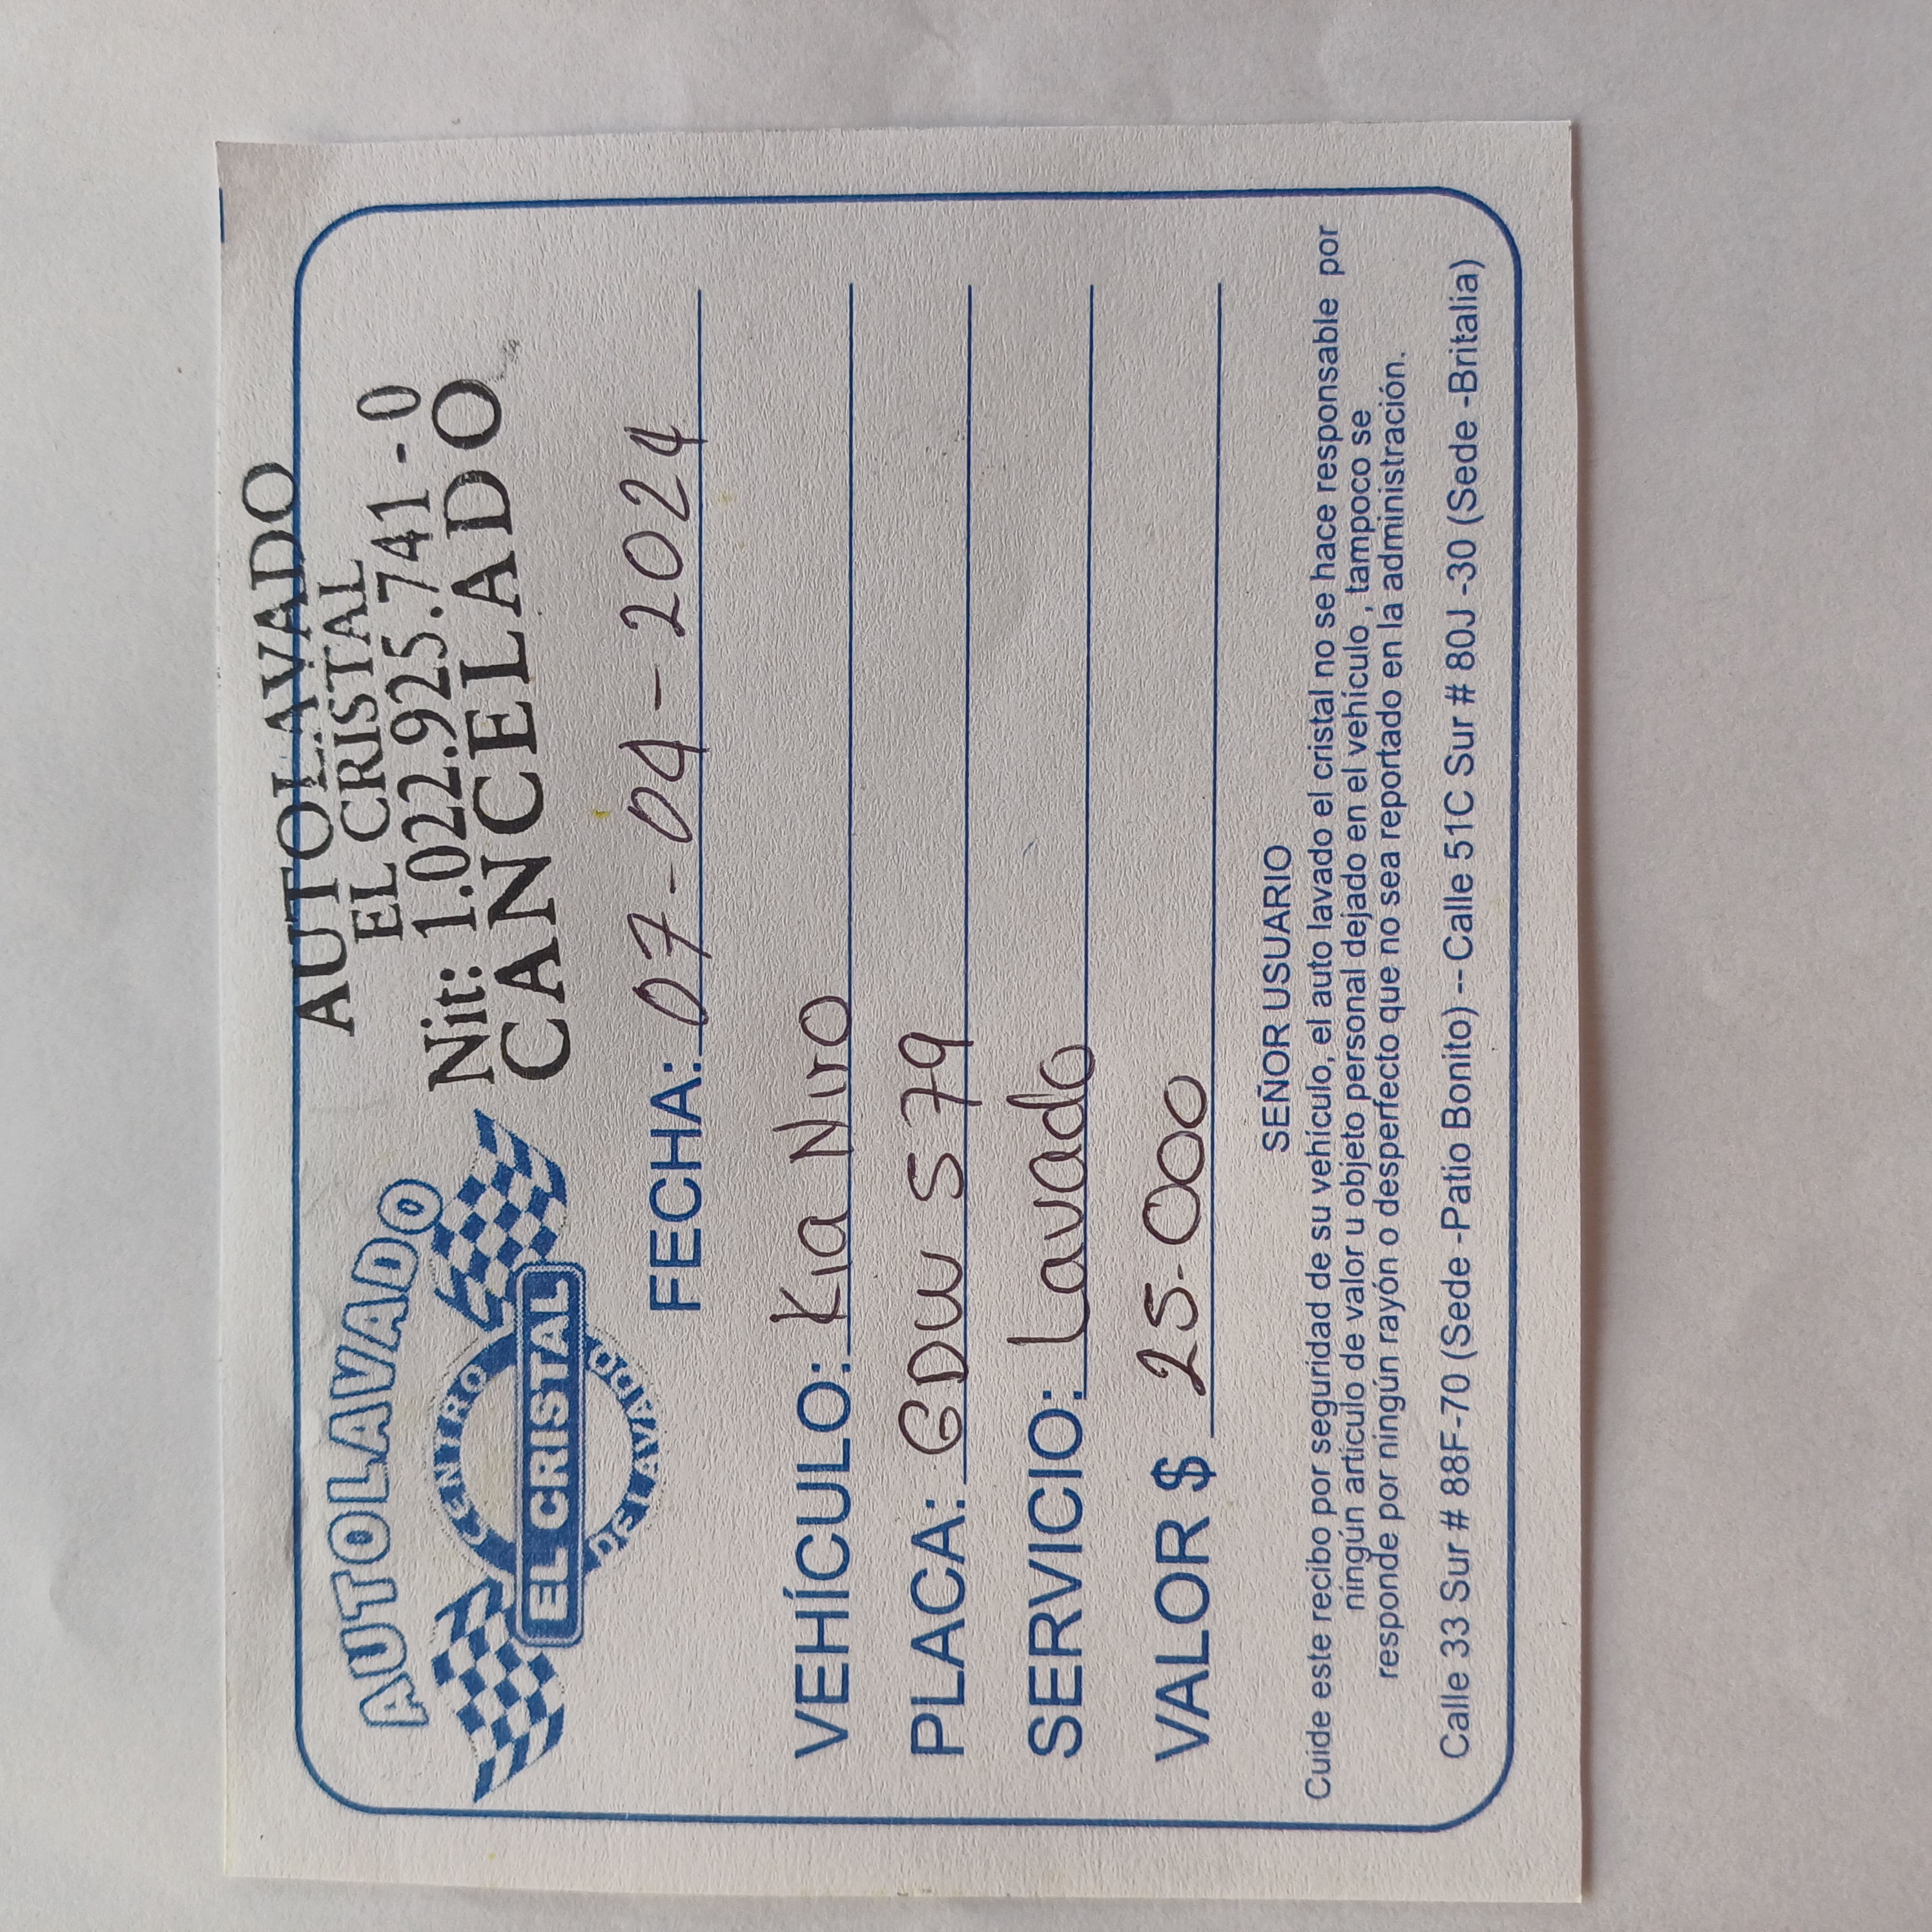 AUTOLAVADO
CENTRO
EL CRISTAL
DE LAVADO
AUTOLAVADO
EL CRISTAL
Nit: 1.022.925.741-0
CANCELADO
FECHA: 07-04-2024
VEHÍCULO: Kia Niro
PLACA: GDW 579
SERVICIO: Lavado
VALOR $ 25-000
SEÑOR USUARIO
Cuide este recibo por seguridad de su vehículo, el auto lavado el cristal no se hace responsable por
ningún artículo de valor u objeto personal dejado en el vehículo , tampoco se
responde por ningún rayón o desperfecto que no sea reportado en la administración.
Calle 33 Sur # 88F-70 (Sede -Patio Bonito) -- Calle 51C Sur # 80J -30 (Sede -Britalia)